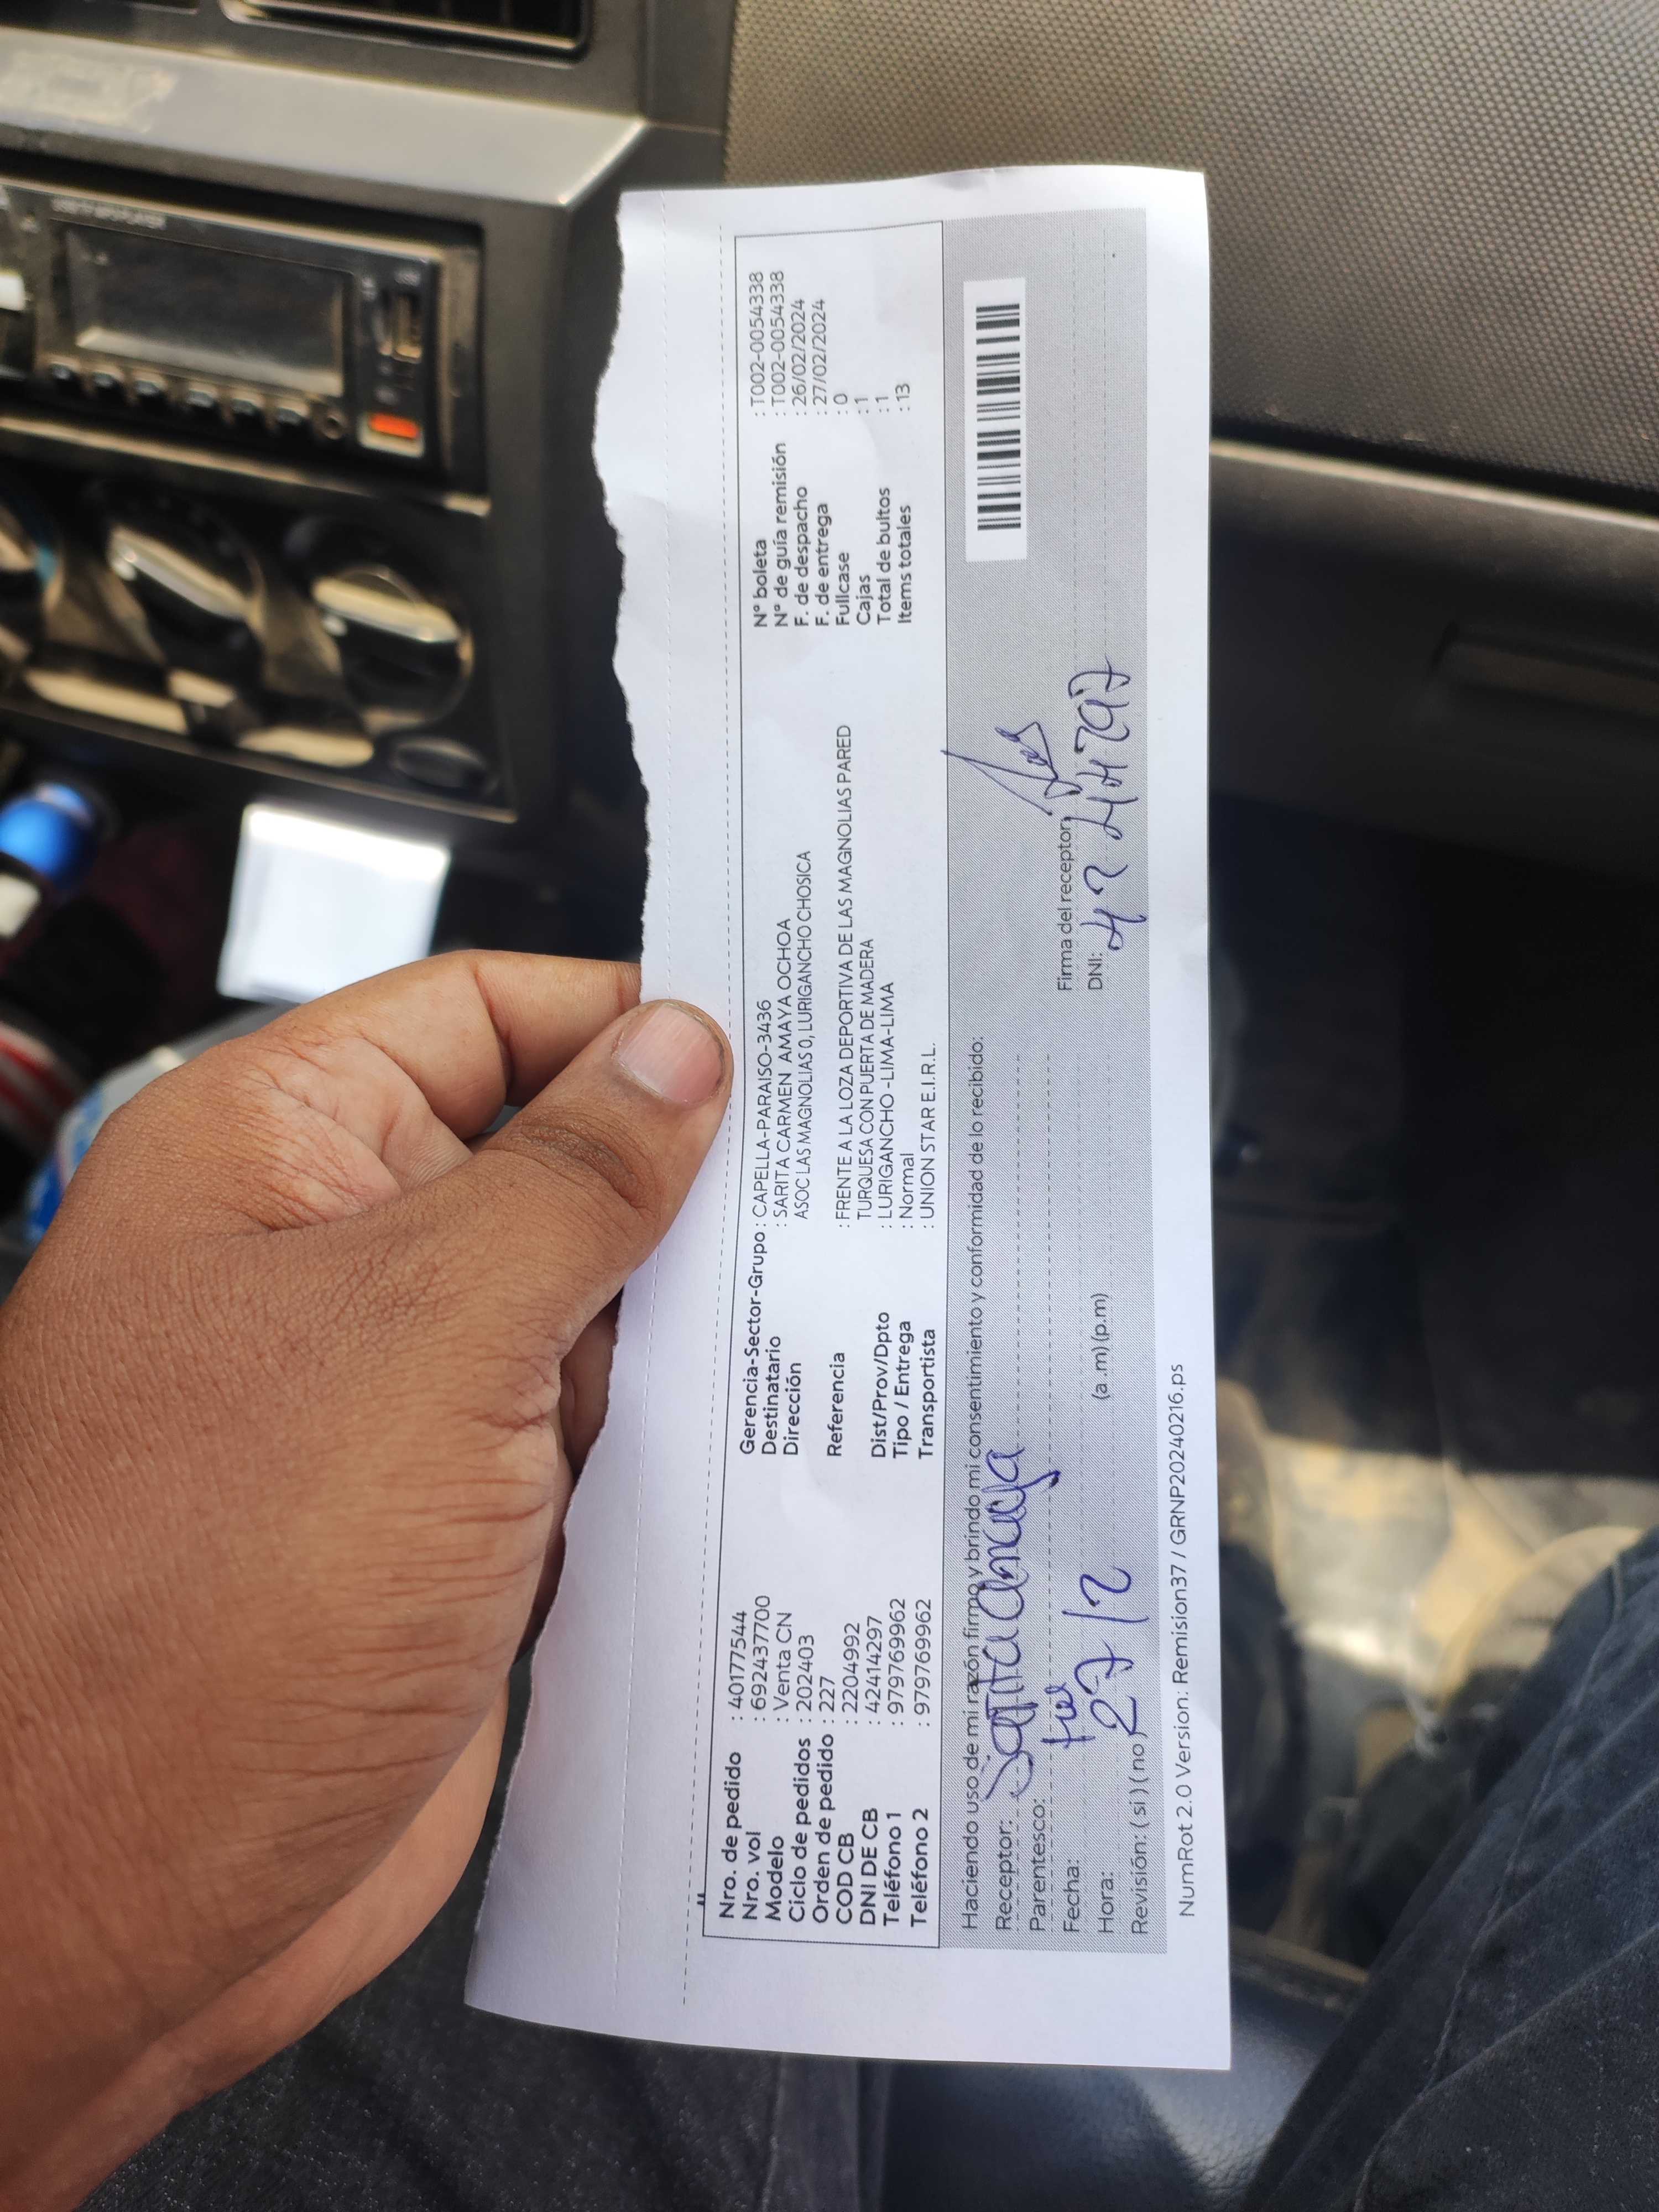 Nro. de pedido : 40177544
Nro. vol : 692437700
Modelo : Venta CN
Ciclo de pedidos : 202403
Orden de pedido : 227
COD CB : 2204992
DNI DE CB : 42414297
Teléfono 1 : 979769962
Teléfono 2 : 979769962
Gerencia-Sector-Grupo : CAPELLA-PARAISO-3436
Destinatario : SARITA CARMEN AMAYA OCHOA
Dirección ASOC LAS MAGNOLIAS 0, LURIGANCHO CHOSICA
Referencia : FRENTE A LA LOZA DEPORTIVA DE LAS MAGNOLIAS PARED
TURQUESA CON PUERTA DE MADERA
Dist/Prov/Dpto : LURIGANCHO -LIMA-LIMA
Tipo / Entrega : Normal
Transportista : UNION STAR E.I.R.L.
N° boleta : T002-0054338
N° de guía remisión : T002-0054338
F. de despacho : 26/02/2024
F. de entrega : 27/02/2024
Fullcase : 0
Cajas : 1
Total de bultos : 1
Items totales : 13
Haciendo uso de mi razón firmo y brindo mi consentimiento y conformidad de lo recibido:
Receptor: Sarita Amaya
Parentesco:
Fecha: 27/2
Hora: (a.m) (p.m)
Revisión: ( si ) ( no )
Firma del receptor:
DNI:
NumRot 2.0 Version: Remision37 / GRNP20240216.ps